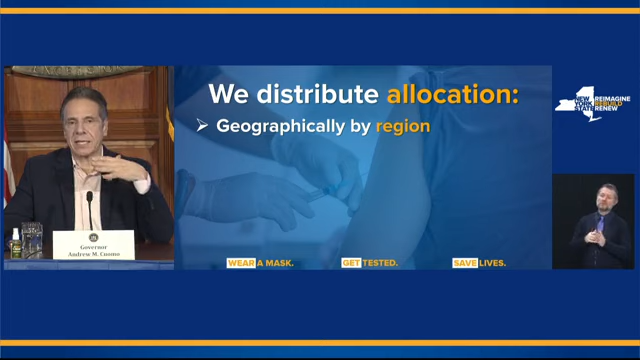 We distribute allocation:
➢ Geographically by region
NEW YORK STATE
REIMAGINE
REBUILD
RENEW
Governor
Andrew M. Cuomo
WEAR A MASK.
GET TESTED.
SAVE LIVES.